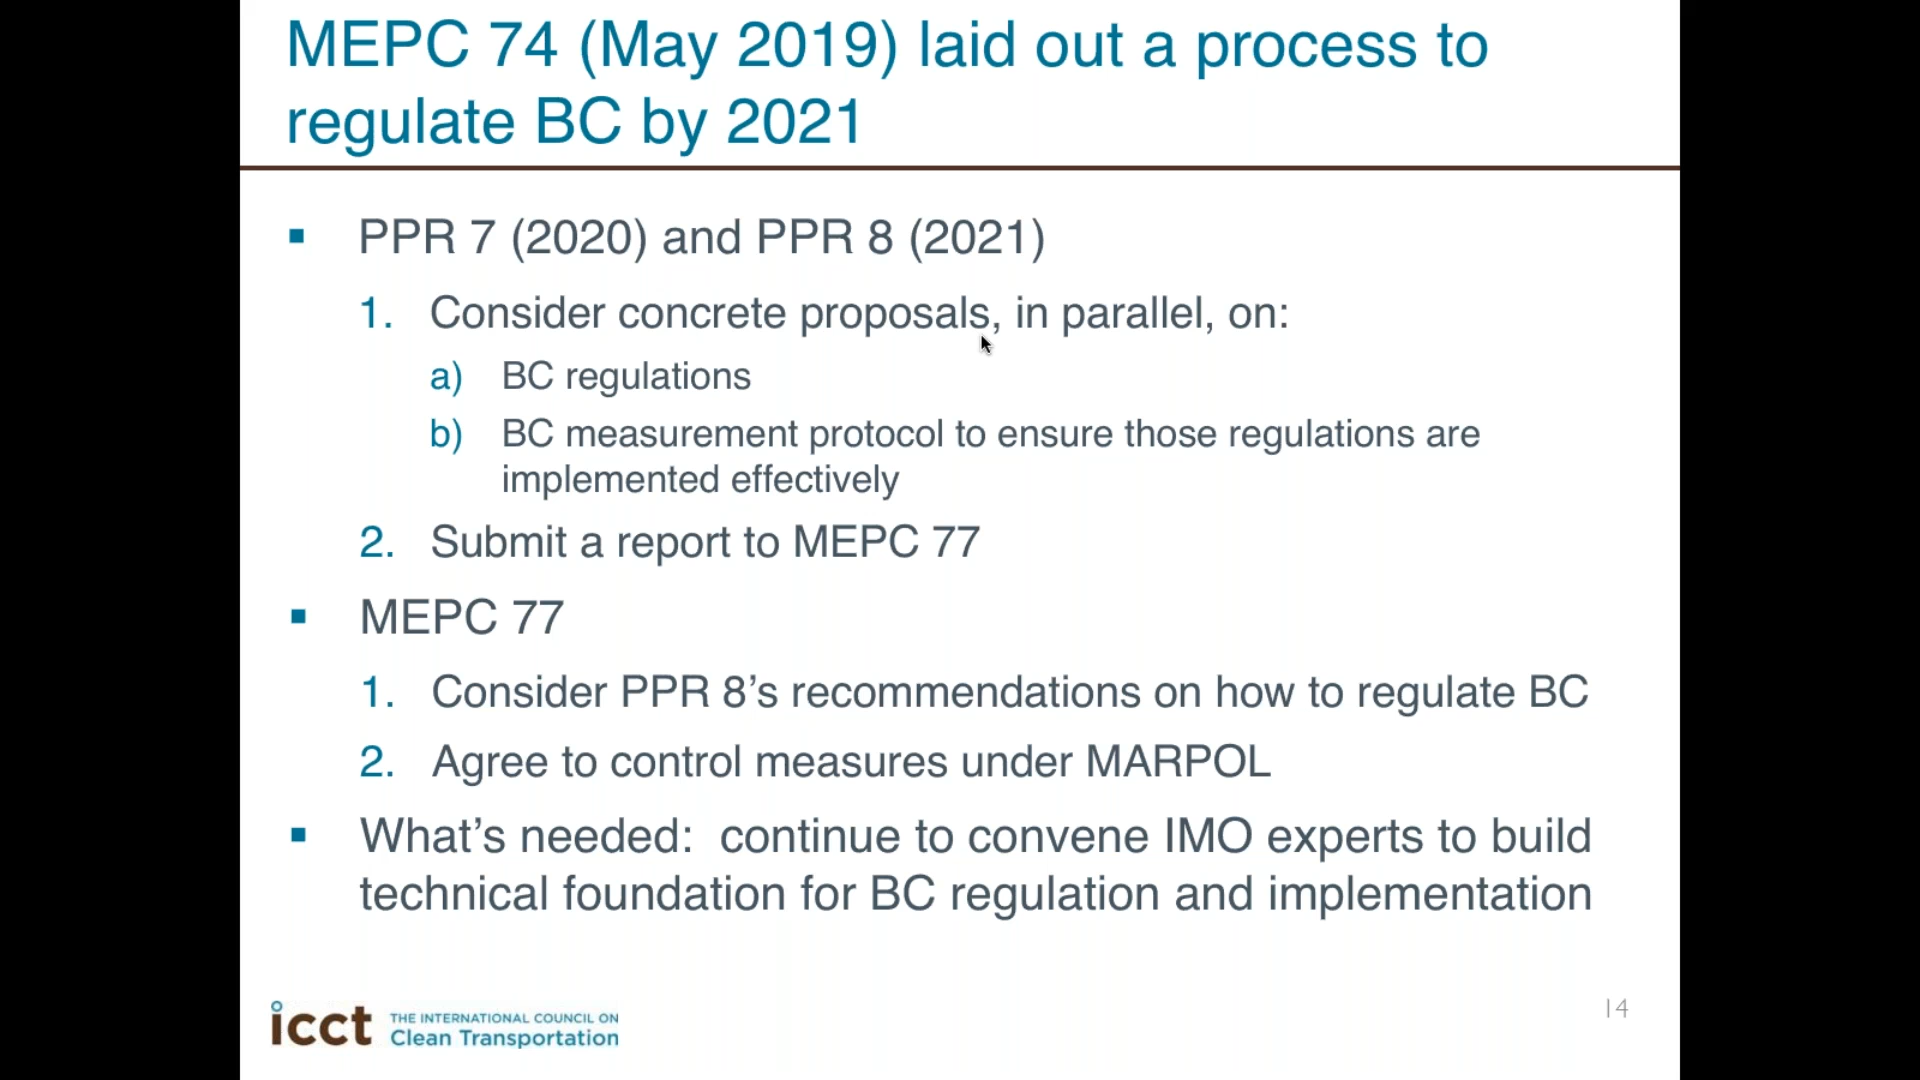 MEPC 74 (May 2019) laid out a process to
regulate BC by 2021
▪ PPR 7 (2020) and PPR 8 (2021)
1. Consider concrete proposals, in parallel, on:
a) BC regulations
b) BC measurement protocol to ensure those regulations are
implemented effectively
2. Submit a report to MEPC 77
▪ MEPC 77
1. Consider PPR 8’s recommendations on how to regulate BC
2. Agree to control measures under MARPOL
▪ What’s needed:  continue to convene IMO experts to build
technical foundation for BC regulation and implementation
icct THE INTERNATIONAL COUNCIL ON
Clean Transportation
14